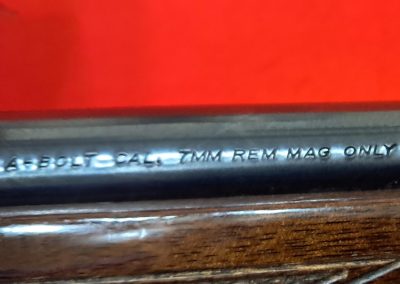 A-BOLT CAL. 7MM REM MAG ONLY